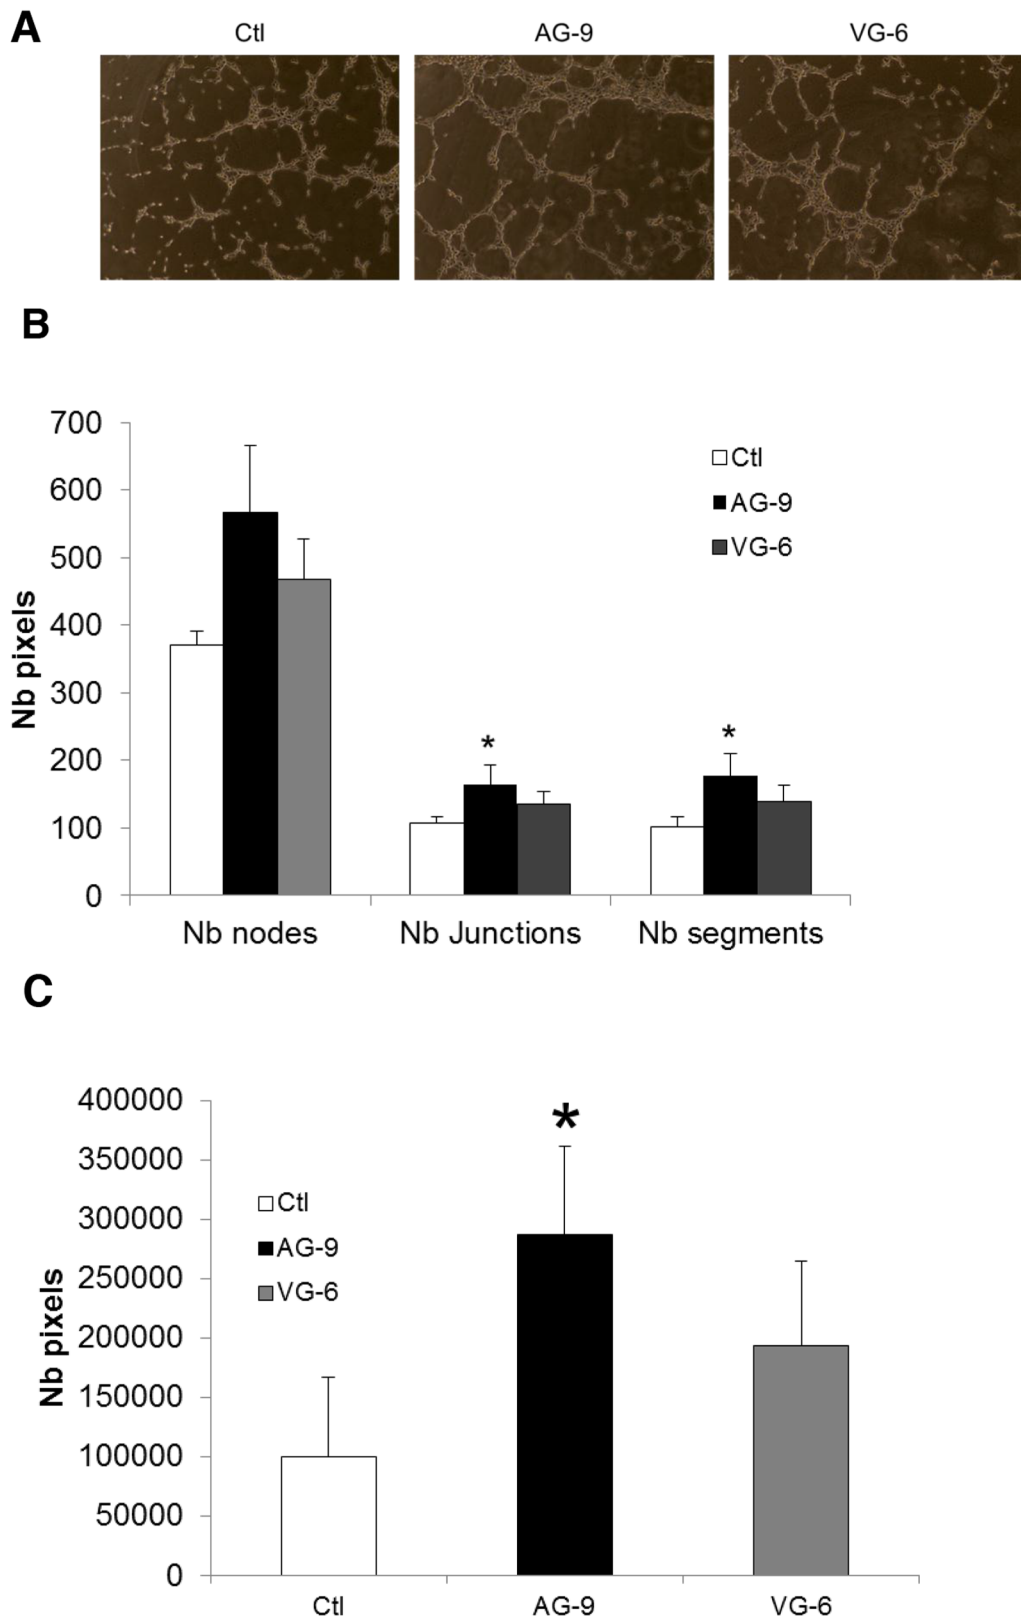 A
Ctl
AG-9
VG-6
B
700
600
500
400
300
200
100
0
Nb pixels
Ctl
AG-9
VG-6
*
*
Nb nodes
Nb Junctions
Nb segments
C
400000
350000
300000
250000
200000
150000
100000
50000
0
Nb pixels
*
Ctl
AG-9
VG-6
Ctl
AG-9
VG-6